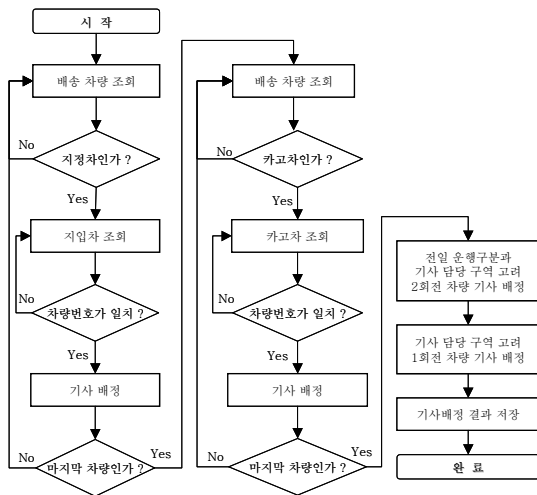 시 작
배송 차량 조회
No
지정차인가 ?
Yes
지입차 조회
No
차량번호가 일치 ?
Yes
기사 배정
No
마지막 차량인가 ?
Yes
배송 차량 조회
No
카고차인가 ?
Yes
카고차 조회
No
차량번호가 일치 ?
Yes
기사 배정
No
마지막 차량인가 ?
Yes
전일 운행구분과
기사 담당 구역 고려
2회전 차량 기사 배정
기사 담당 구역 고려
1회전 차량 기사 배정
기사배정 결과 저장
완 료